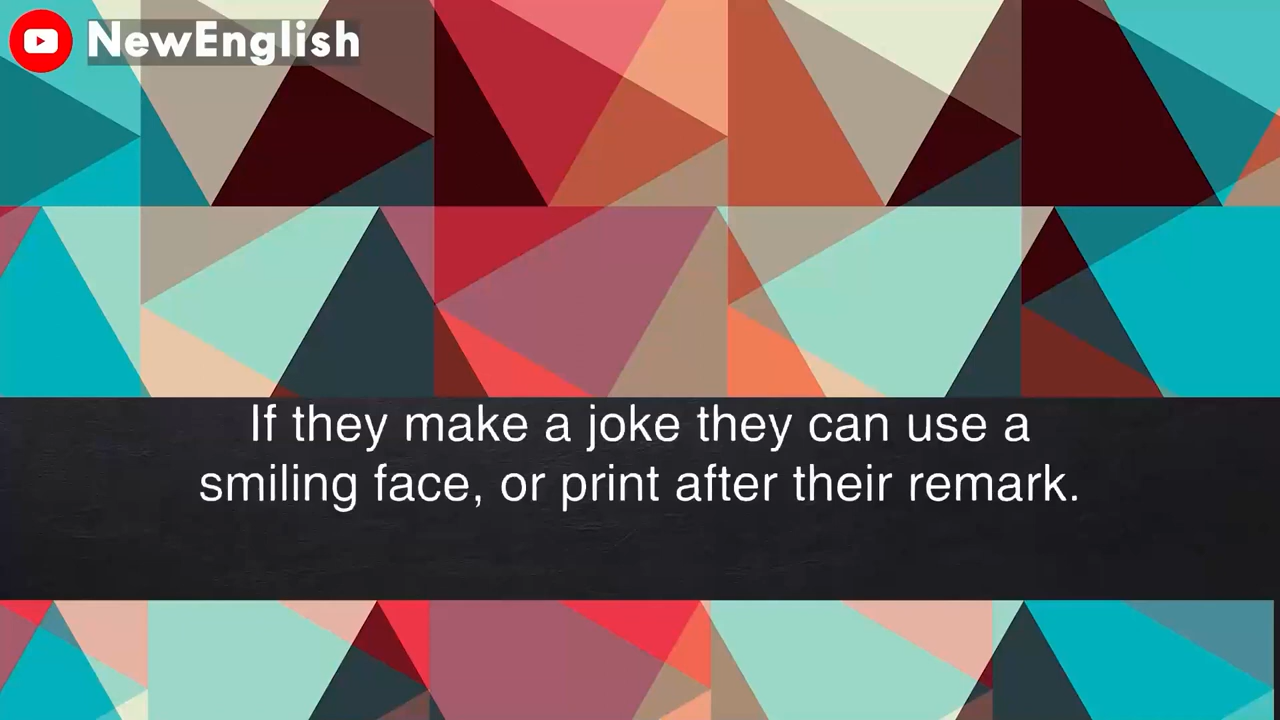 NewEnglish
If they make a joke they can use a
smiling face, or print after their remark.